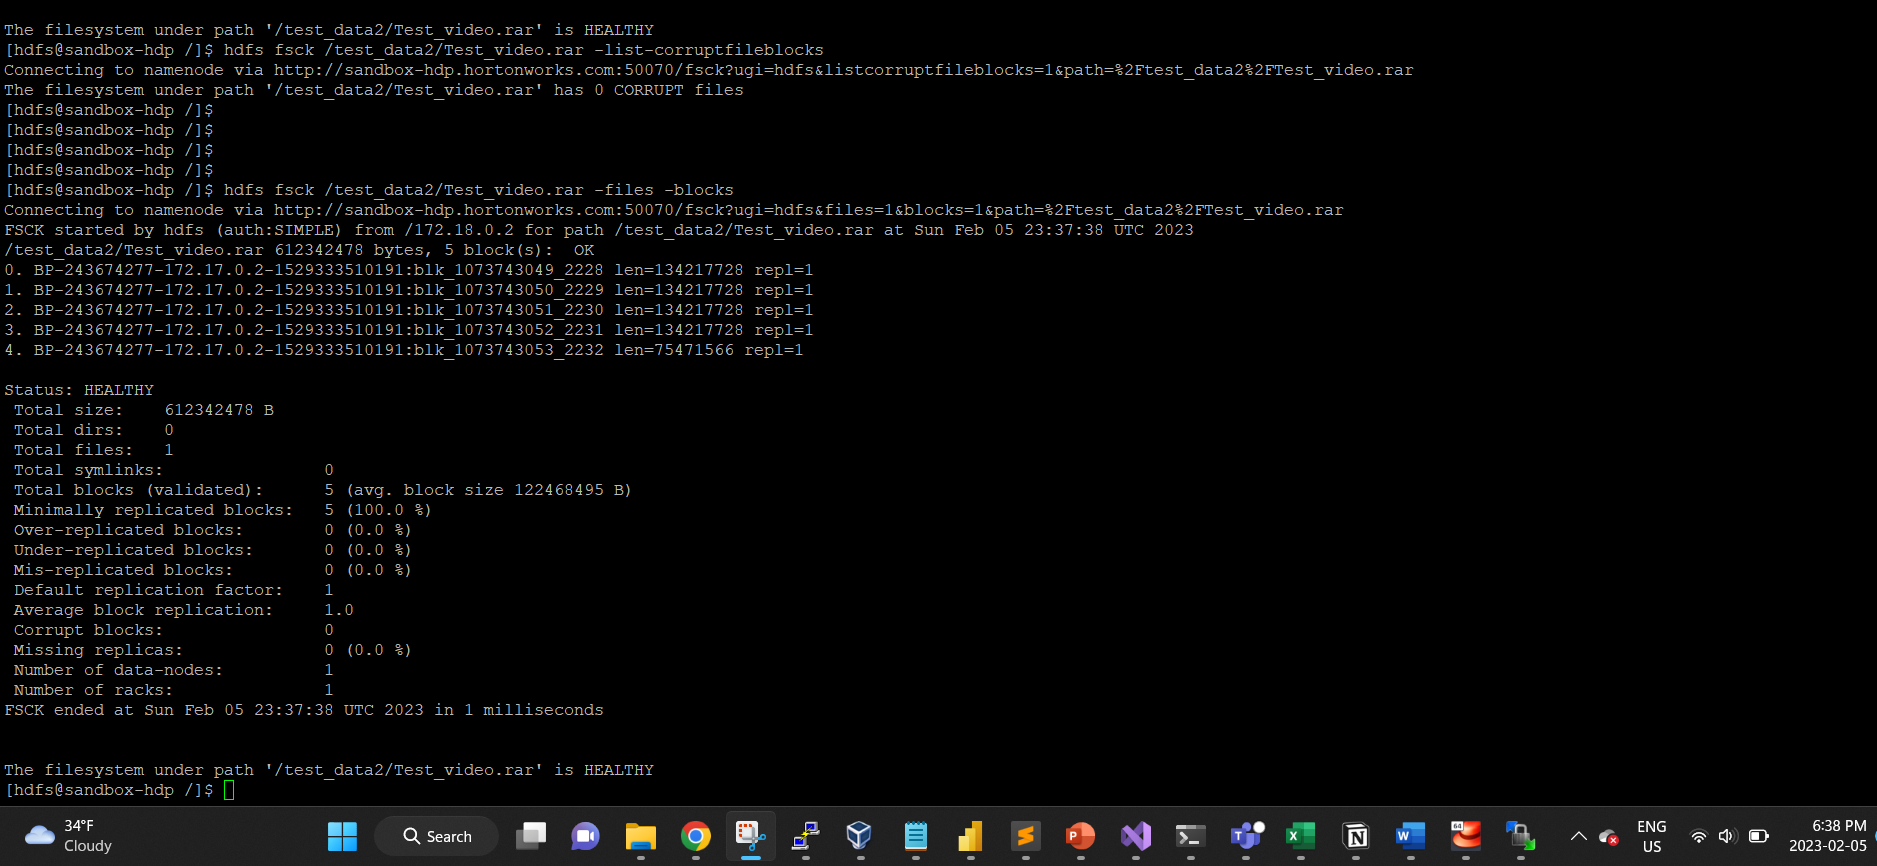 The filesystem under path '/test_data2/Test_video.rar' is HEALTHY
[hdfs@sandbox-hdp /]$ hdfs fsck /test_data2/Test_video.rar -list-corruptfileblocks
Connecting to namenode via http://sandbox-hdp.hortonworks.com:50070/fsck?ugi=hdfs&listcorruptfileblocks=1&path=%2Ftest_data2%2FTest_video.rar
The filesystem under path '/test_data2/Test_video.rar' has 0 CORRUPT files
[hdfs@sandbox-hdp /]$
[hdfs@sandbox-hdp /]$
[hdfs@sandbox-hdp /]$
[hdfs@sandbox-hdp /]$
[hdfs@sandbox-hdp /]$ hdfs fsck /test_data2/Test_video.rar -files -blocks
Connecting to namenode via http://sandbox-hdp.hortonworks.com:50070/fsck?ugi=hdfs&files=1&blocks=1&path=%2Ftest_data2%2FTest_video.rar
FSCK started by hdfs (auth:SIMPLE) from /172.18.0.2 for path /test_data2/Test_video.rar at Sun Feb 05 23:37:38 UTC 2023
/test_data2/Test_video.rar 612342478 bytes, 5 block(s):  OK
0. BP-243674277-172.17.0.2-1529333510191:blk_1073743049_2228 len=134217728 repl=1
1. BP-243674277-172.17.0.2-1529333510191:blk_1073743050_2229 len=134217728 repl=1
2. BP-243674277-172.17.0.2-1529333510191:blk_1073743051_2230 len=134217728 repl=1
3. BP-243674277-172.17.0.2-1529333510191:blk_1073743052_2231 len=134217728 repl=1
4. BP-243674277-172.17.0.2-1529333510191:blk_1073743053_2232 len=75471566 repl=1
Status: HEALTHY
Total size: 612342478 B
Total dirs: 0
Total files: 1
Total symlinks: 0
Total blocks (validated): 5 (avg. block size 122468495 B)
Minimally replicated blocks: 5 (100.0 %)
Over-replicated blocks: 0 (0.0 %)
Under-replicated blocks: 0 (0.0 %)
Mis-replicated blocks: 0 (0.0 %)
Default replication factor: 1
Average block replication: 1.0
Corrupt blocks: 0
Missing replicas: 0 (0.0 %)
Number of data-nodes: 1
Number of racks: 1
FSCK ended at Sun Feb 05 23:37:38 UTC 2023 in 1 milliseconds
The filesystem under path '/test_data2/Test_video.rar' is HEALTHY
[hdfs@sandbox-hdp /]$
34°F
Cloudy
Search
P
T
X
N
W
64
ENG
US
6:38 PM
2023-02-05